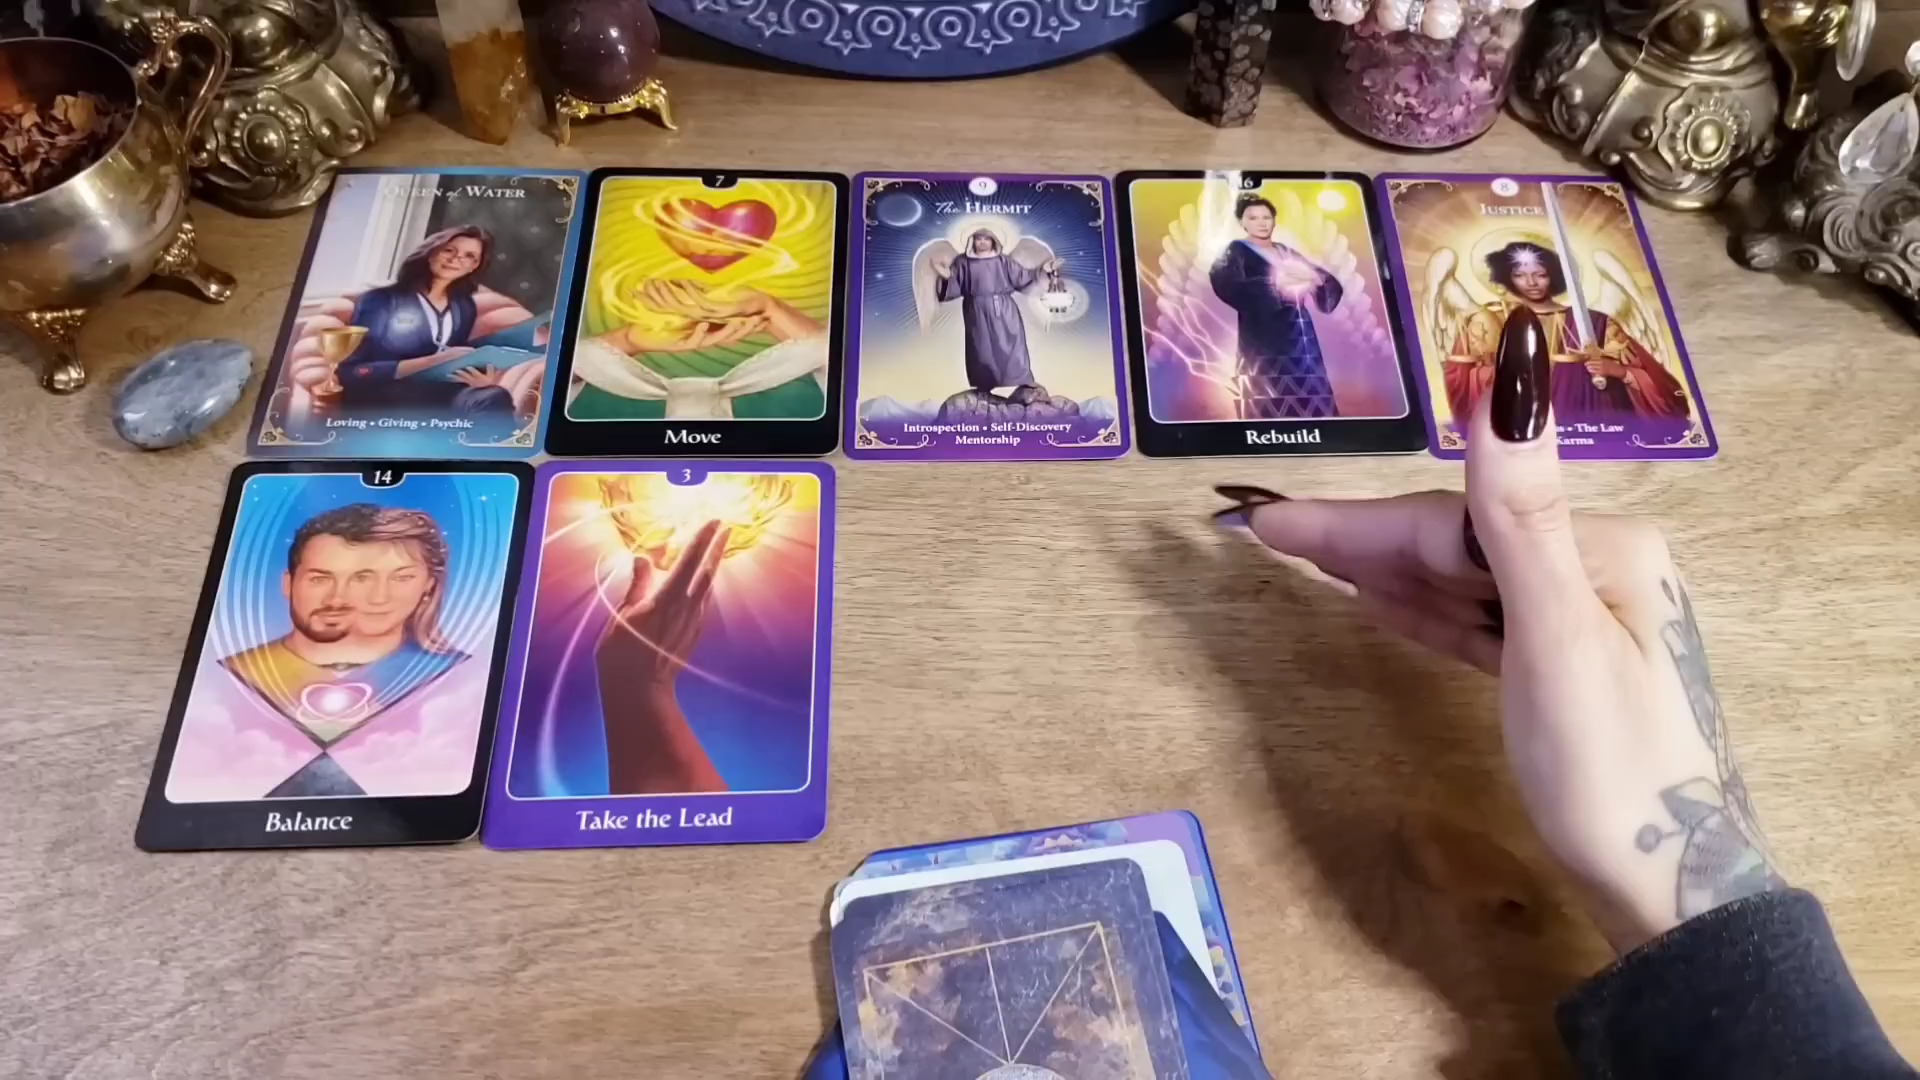 QUEEN of WATER
Loving • Giving • Psychic
7
Move
9
The HERMIT
Introspection • Self-Discovery
Mentorship
16
Rebuild
8
JUSTICE
• The Law
Karma
14
Balance
3
Take the Lead